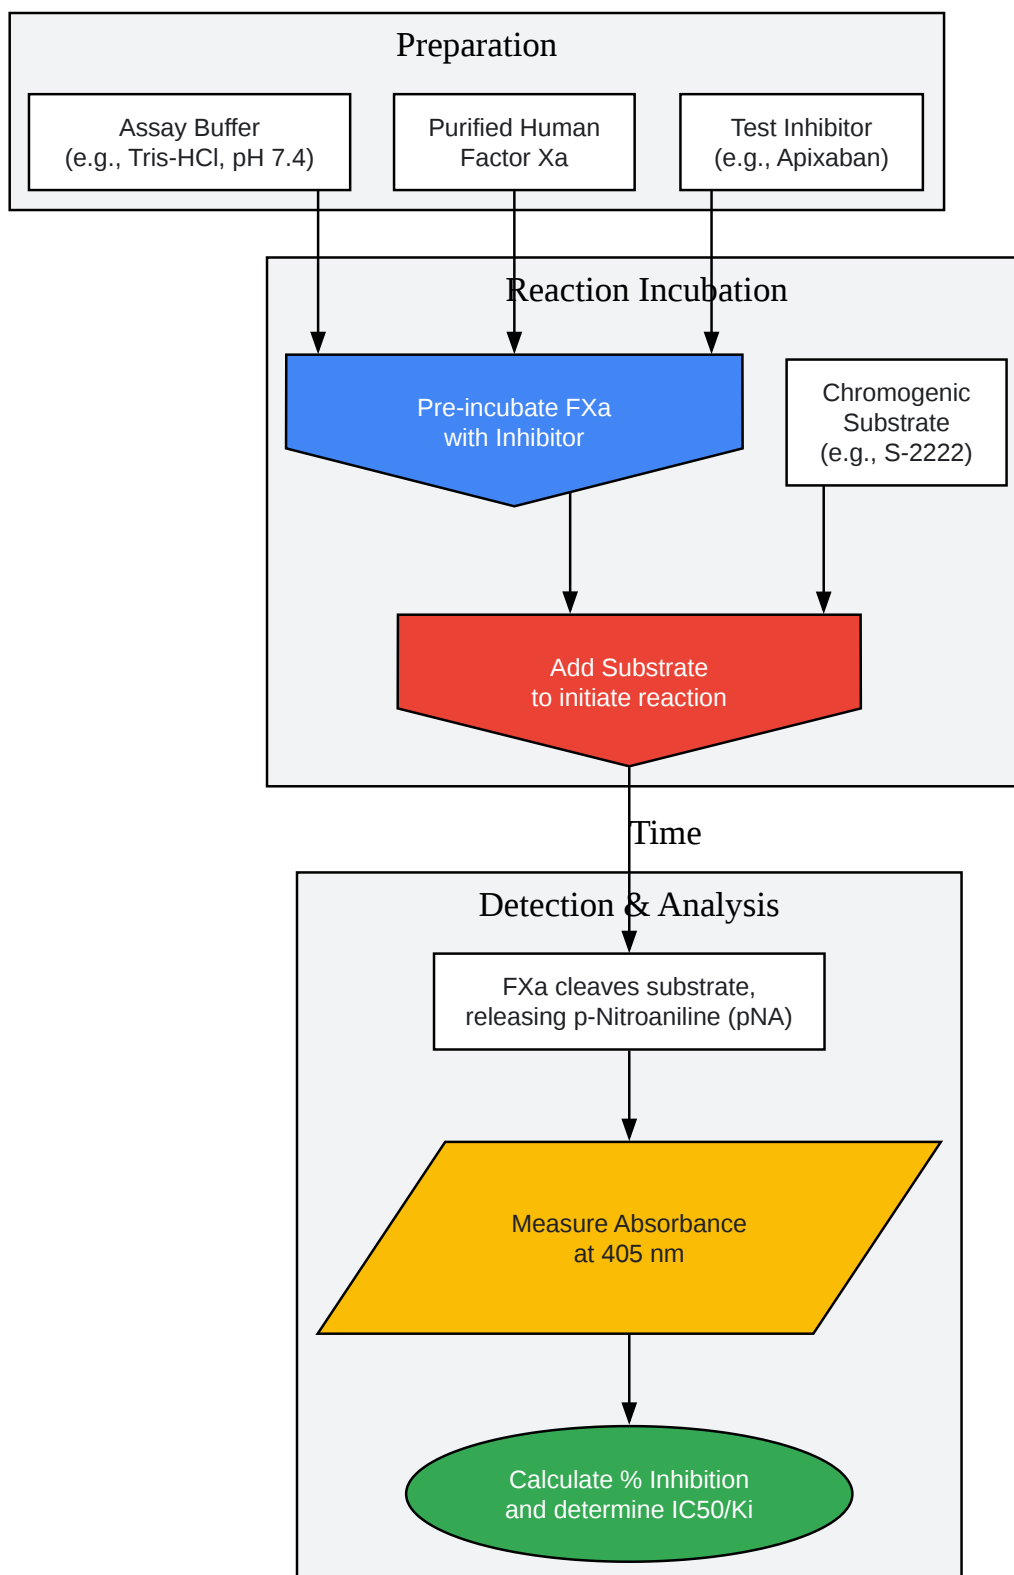 Preparation
Assay Buffer
(e.g., Tris-HCl, pH 7.4)
Purified Human
Factor Xa
Test Inhibitor
(e.g., Apixaban)
Reaction Incubation
Pre-incubate FXa
with Inhibitor
Chromogenic
Substrate
(e.g., S-2222)
Add Substrate
to initiate reaction
Time
Detection & Analysis
FXa cleaves substrate,
releasing p-Nitroaniline (pNA)
Measure Absorbance
at 405 nm
Calculate % Inhibition
and determine IC50/Ki